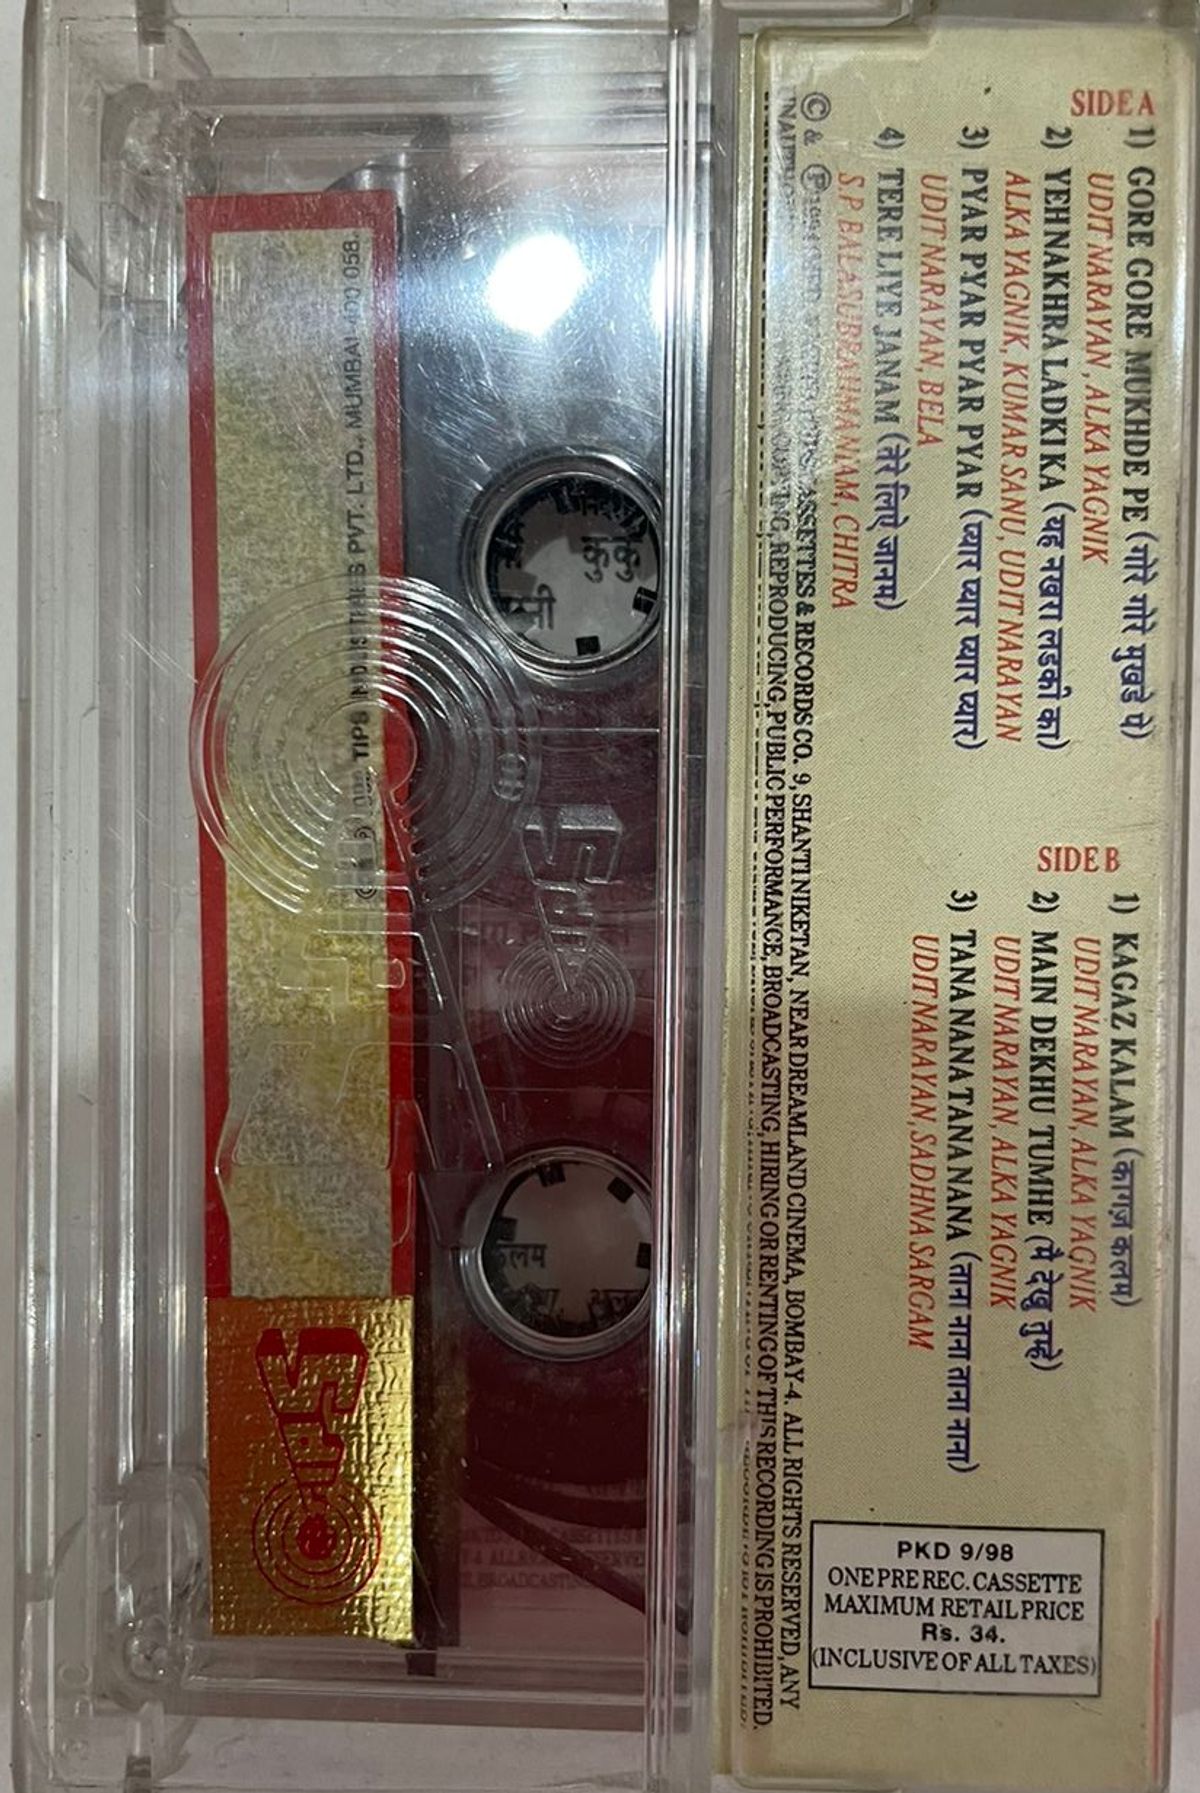 SIDE A
1) GORE GORE MUKHDE PE (गोरे गोरे मुखडे पे)
UDIT NARAYAN, ALKA YAGNIK
2) YEH NAKHRA LADKI KA (यह नखरा लडकी का)
ALKA YAGNIK, KUMAR SANU, UDIT NARAYAN
3) PYAR PYAR PYAR PYAR (प्यार प्यार प्यार प्यार)
UDIT NARAYAN, BELA
4) TERE LIYE JANAM (तेरे लिऐ जानम)
S.P. BALASUBRAHMANIAM, CHITRA
SIDE B
1) KAGAZ KALAM (कागज़ कलम)
UDIT NARAYAN, ALKA YAGNIK
2) MAIN DEKHU TUMHE (मै देखु तुम्हे)
UDIT NARAYAN, ALKA YAGNIK
3) TANA NANA TANA NANA (ताना नाना ताना नाना)
UDIT NARAYAN, SADHNA SARGAM
PKD 9/98
ONE PRE REC. CASSETTE
MAXIMUM RETAIL PRICE
Rs. 34.
(INCLUSIVE OF ALL TAXES)
© & ℗ CASSETTES & RECORDS CO. 9, SHANTINIKETAN, NEAR DREAMLAND CINEMA, BOMBAY-4. ALL RIGHTS RESERVED, ANY
REPRODUCING, PUBLIC PERFORMANCE, BROADCASTING, HIRING OR RENTING OF THIS RECORDING IS PROHIBITED.
TIPS INDUSTRIES PVT. LTD., MUMBAI-400 058.
TIPS
TIPS